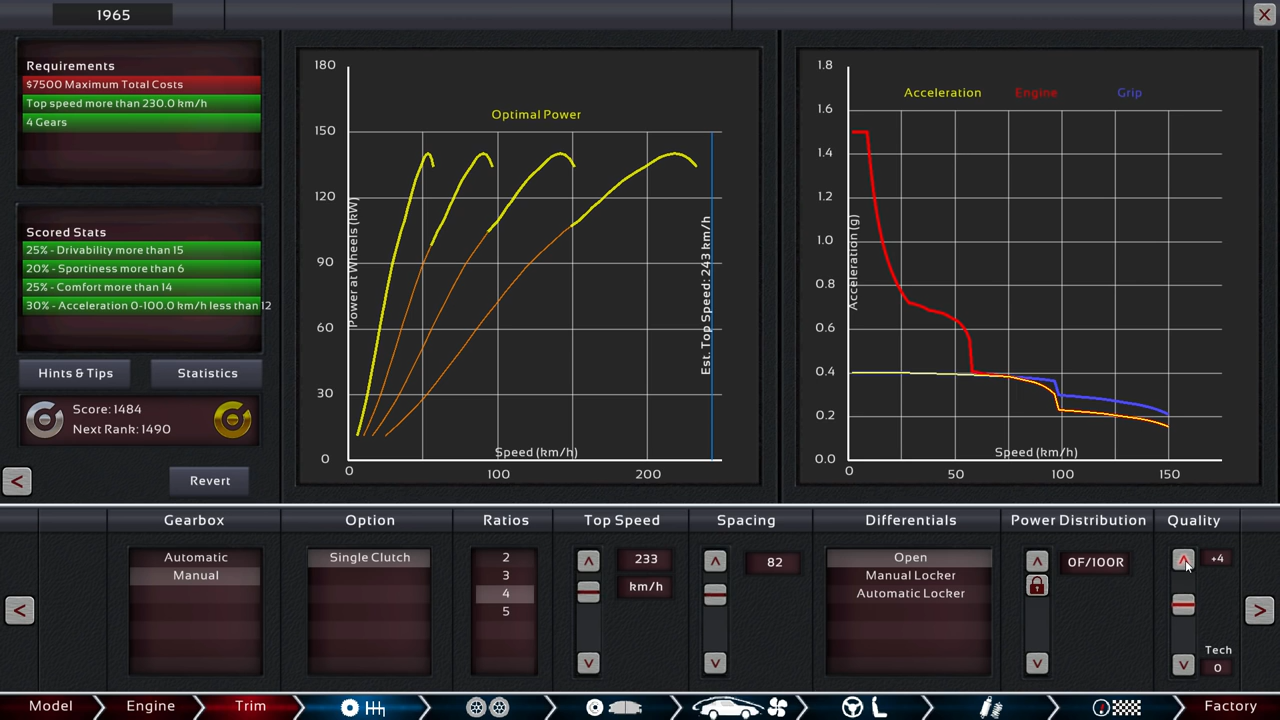 1965
Requirements
$7500 Maximum Total Costs
Top speed more than 230.0 km/h
4 Gears
Scored Stats
25% - Drivability more than 15
20% - Sportiness more than 6
25% - Comfort more than 14
30% - Acceleration 0-100.0 km/h less than 12
Hints & Tips
Statistics
Score: 1484
Next Rank: 1490
<
Revert
180
150
120
90
60
30
0
Power at Wheels (kW)
Optimal Power
Est. Top Speed: 243 km/h
Speed (km/h)
0
100
200
1.8
1.6
1.4
1.2
1.0
0.8
0.6
0.4
0.2
0.0
Acceleration (g)
Acceleration
Engine
Grip
Speed (km/h)
0
50
100
150
Gearbox
Automatic
Manual
Option
Single Clutch
Ratios
2
3
4
5
Top Speed
233
km/h
Spacing
82
Differentials
Open
Manual Locker
Automatic Locker
Power Distribution
0F/100R
Quality
+4
Tech
0
<
>
Model
Engine
Trim
Factory